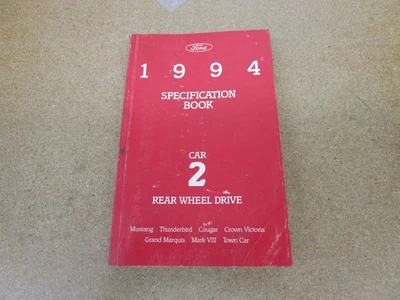 Ford
1994
SPECIFICATION
BOOK
CAR
2
REAR WHEEL DRIVE
Mustang Thunderbird Cougar Crown Victoria
Grand Marquis Mark VIII Town Car